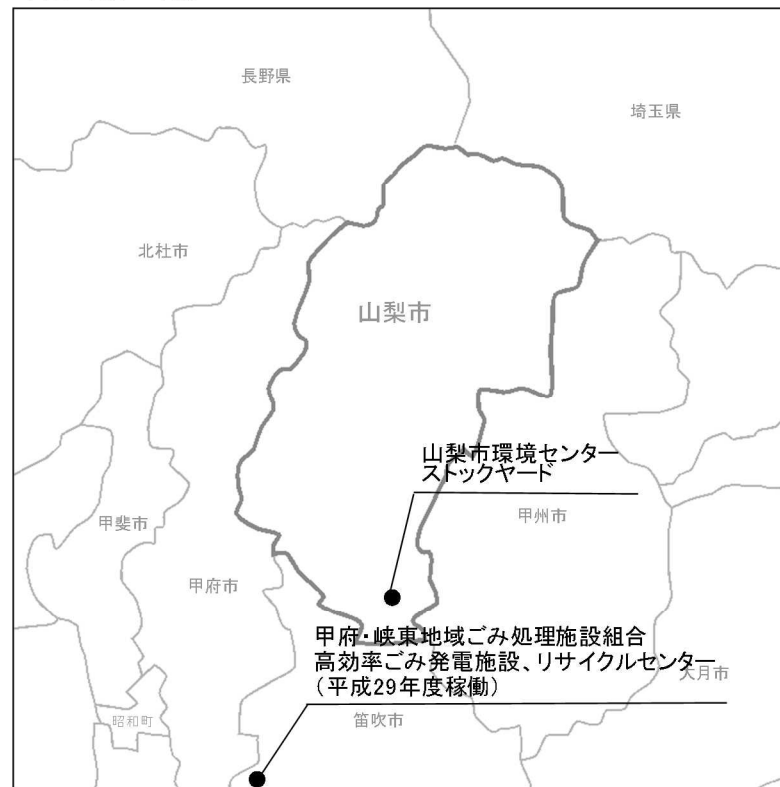 長野県
埼玉県
北杜市
山梨市
山梨市環境センター
ストックヤード
甲斐市
甲州市
甲府市
甲府・峡東地域ごみ処理施設組合
高効率ごみ発電施設、リサイクルセンター
（平成29年度稼働）
大月市
昭和町
笛吹市